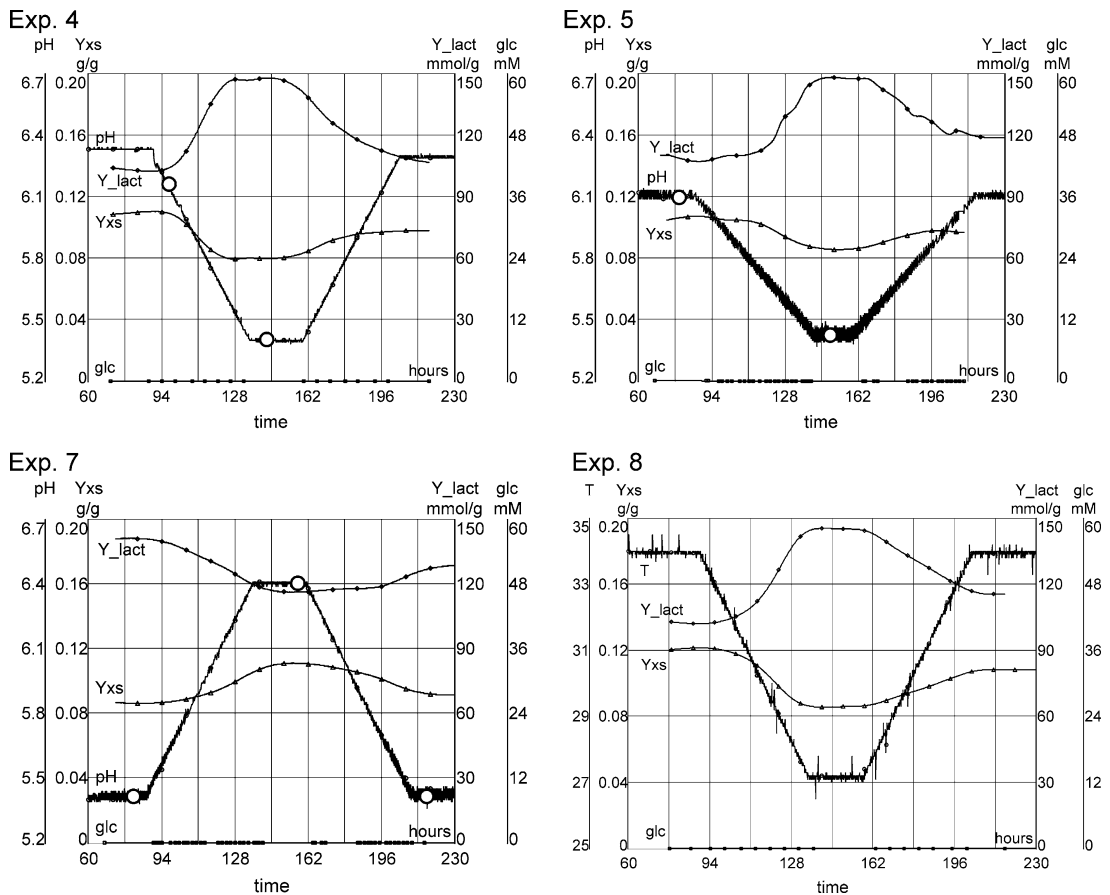 Exp. 4
pH Yxs g/g Y_lact mmol/g glc mM
6.7 0.20 150 60
6.4 0.16 120 48
6.1 0.12 90 36
5.8 0.08 60 24
5.5 0.04 30 12
5.2 0 0 0
pH
Y_lact
Yxs
glc hours
60 94 128 162 196 230
time
Exp. 5
pH Yxs g/g Y_lact mmol/g glc mM
6.7 0.20 150 60
6.4 0.16 120 48
6.1 0.12 90 36
5.8 0.08 60 24
5.5 0.04 30 12
5.2 0 0 0
Y_lact
pH
Yxs
glc hours
60 94 128 162 196 230
time
Exp. 7
pH Yxs g/g Y_lact mmol/g glc mM
6.7 0.20 150 60
6.4 0.16 120 48
6.1 0.12 90 36
5.8 0.08 60 24
5.5 0.04 30 12
5.2 0 0 0
Y_lact
Yxs
pH
glc hours
60 94 128 162 196 230
time
Exp. 8
T Yxs g/g Y_lact mmol/g glc mM
35 0.20 150 60
33 0.16 120 48
31 0.12 90 36
29 0.08 60 24
27 0.04 30 12
25 0 0 0
T
Y_lact
Yxs
glc hours
60 94 128 162 196 230
time